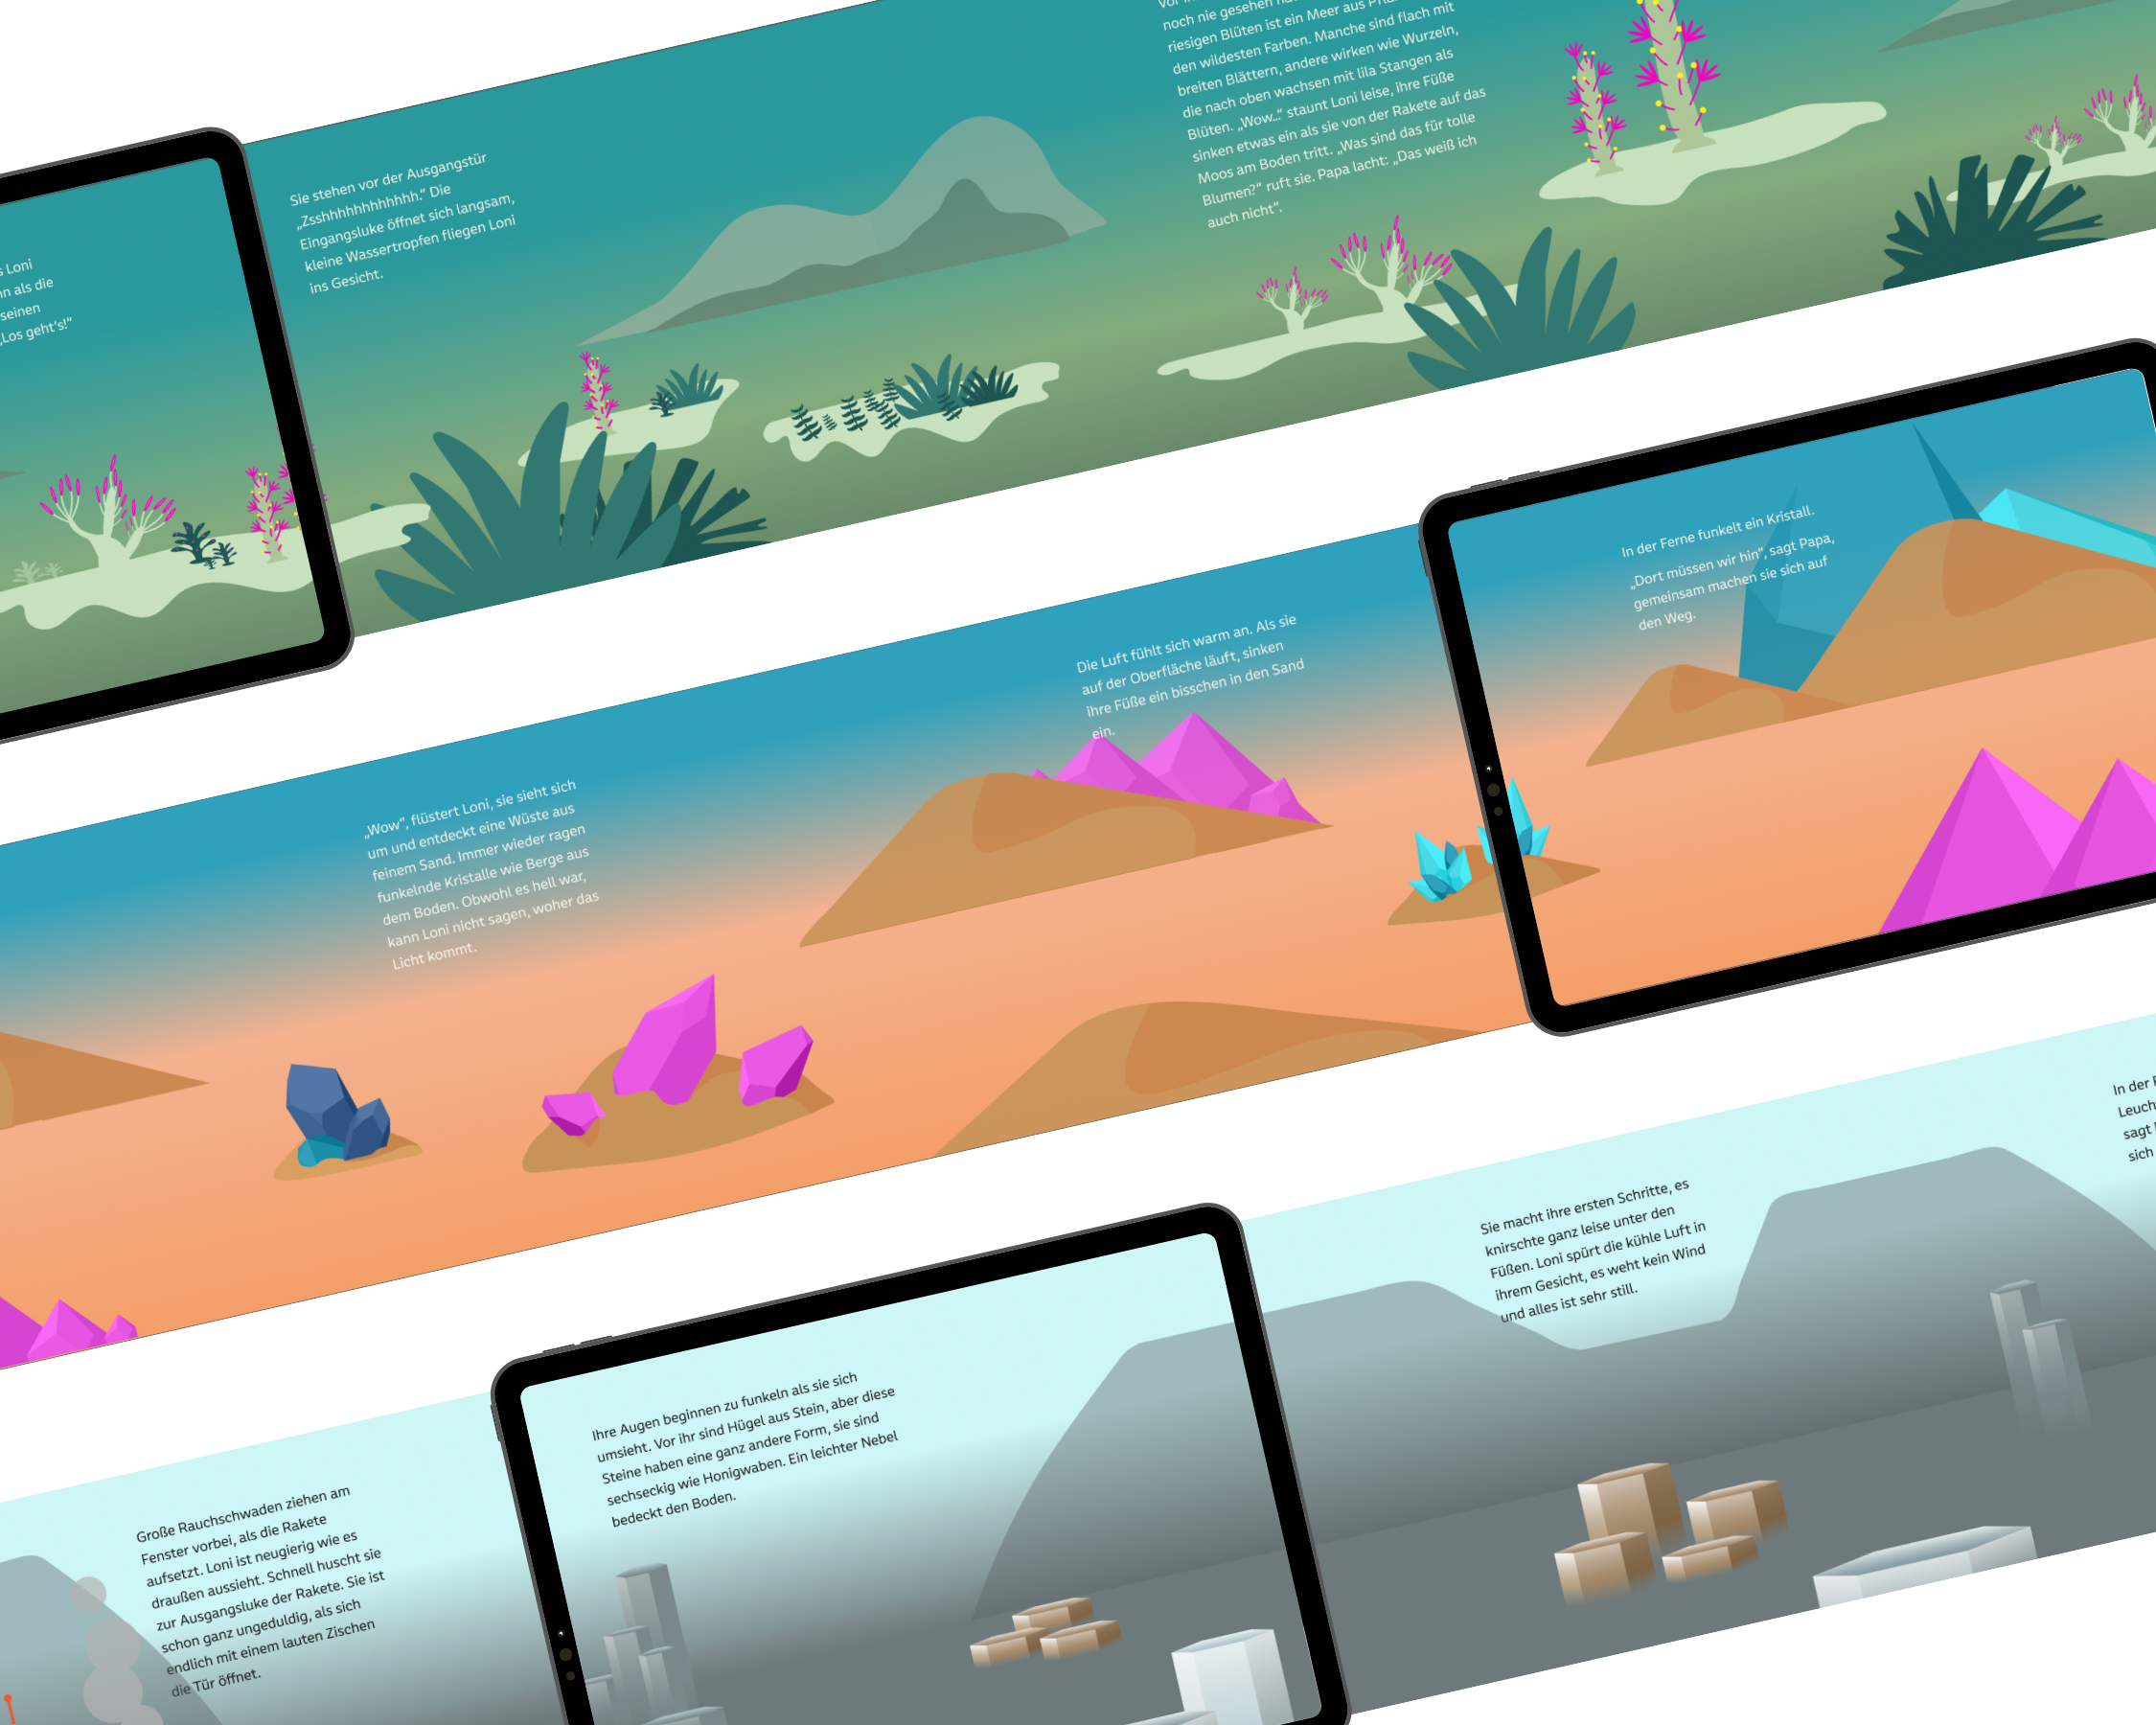 s Loni
n als die
seinen
„Los geht's!“
Sie stehen vor der Ausgangstür
„Zsshhhhhhhhhhhh.“ Die
Eingangsluke öffnet sich langsam,
kleine Wassertropfen fliegen Loni
ins Gesicht.
noch nie gesehen
riesigen Blüten ist ein Meer aus
den wildesten Farben. Manche sind flach mit
breiten Blättern, andere wirken wie Wurzeln,
die nach oben wachsen mit lila Stangen als
Blüten. „Wow...“ staunt Loni leise, ihre Füße
sinken etwas ein als sie von der Rakete auf das
Moos am Boden tritt. „Was sind das für tolle
Blumen?“ ruft sie. Papa lacht: „Das weiß ich
auch nicht“.
„Wow“, flüstert Loni, sie sieht sich
um und entdeckt eine Wüste aus
feinem Sand. Immer wieder ragen
funkelnde Kristalle wie Berge aus
dem Boden. Obwohl es hell war,
kann Loni nicht sagen, woher das
Licht kommt.
Die Luft fühlt sich warm an. Als sie
auf der Oberfläche läuft, sinken
ihre Füße ein bisschen in den Sand
ein.
In der Ferne funkelt ein Kristall.
„Dort müssen wir hin“, sagt Papa,
gemeinsam machen sie sich auf
den Weg.
Große Rauchschwaden ziehen am
Fenster vorbei, als die Rakete
aufsetzt. Loni ist neugierig wie es
draußen aussieht. Schnell huscht sie
zur Ausgangsluke der Rakete. Sie ist
schon ganz ungeduldig, als sich
endlich mit einem lauten Zischen
die Tür öffnet.
Ihre Augen beginnen zu funkeln als sie sich
umsieht. Vor ihr sind Hügel aus Stein, aber diese
Steine haben eine ganz andere Form, sie sind
sechseckig wie Honigwaben. Ein leichter Nebel
bedeckt den Boden.
Sie macht ihre ersten Schritte, es
knirschte ganz leise unter den
Füßen. Loni spürt die kühle Luft in
ihrem Gesicht, es weht kein Wind
und alles ist sehr still.
In der
Leuch
sagt
sich